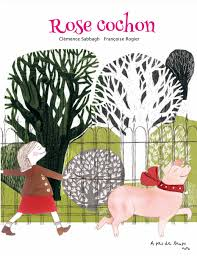 Rose cochon
Clémence Sabbagh Françoise Rogier
A pas de loups